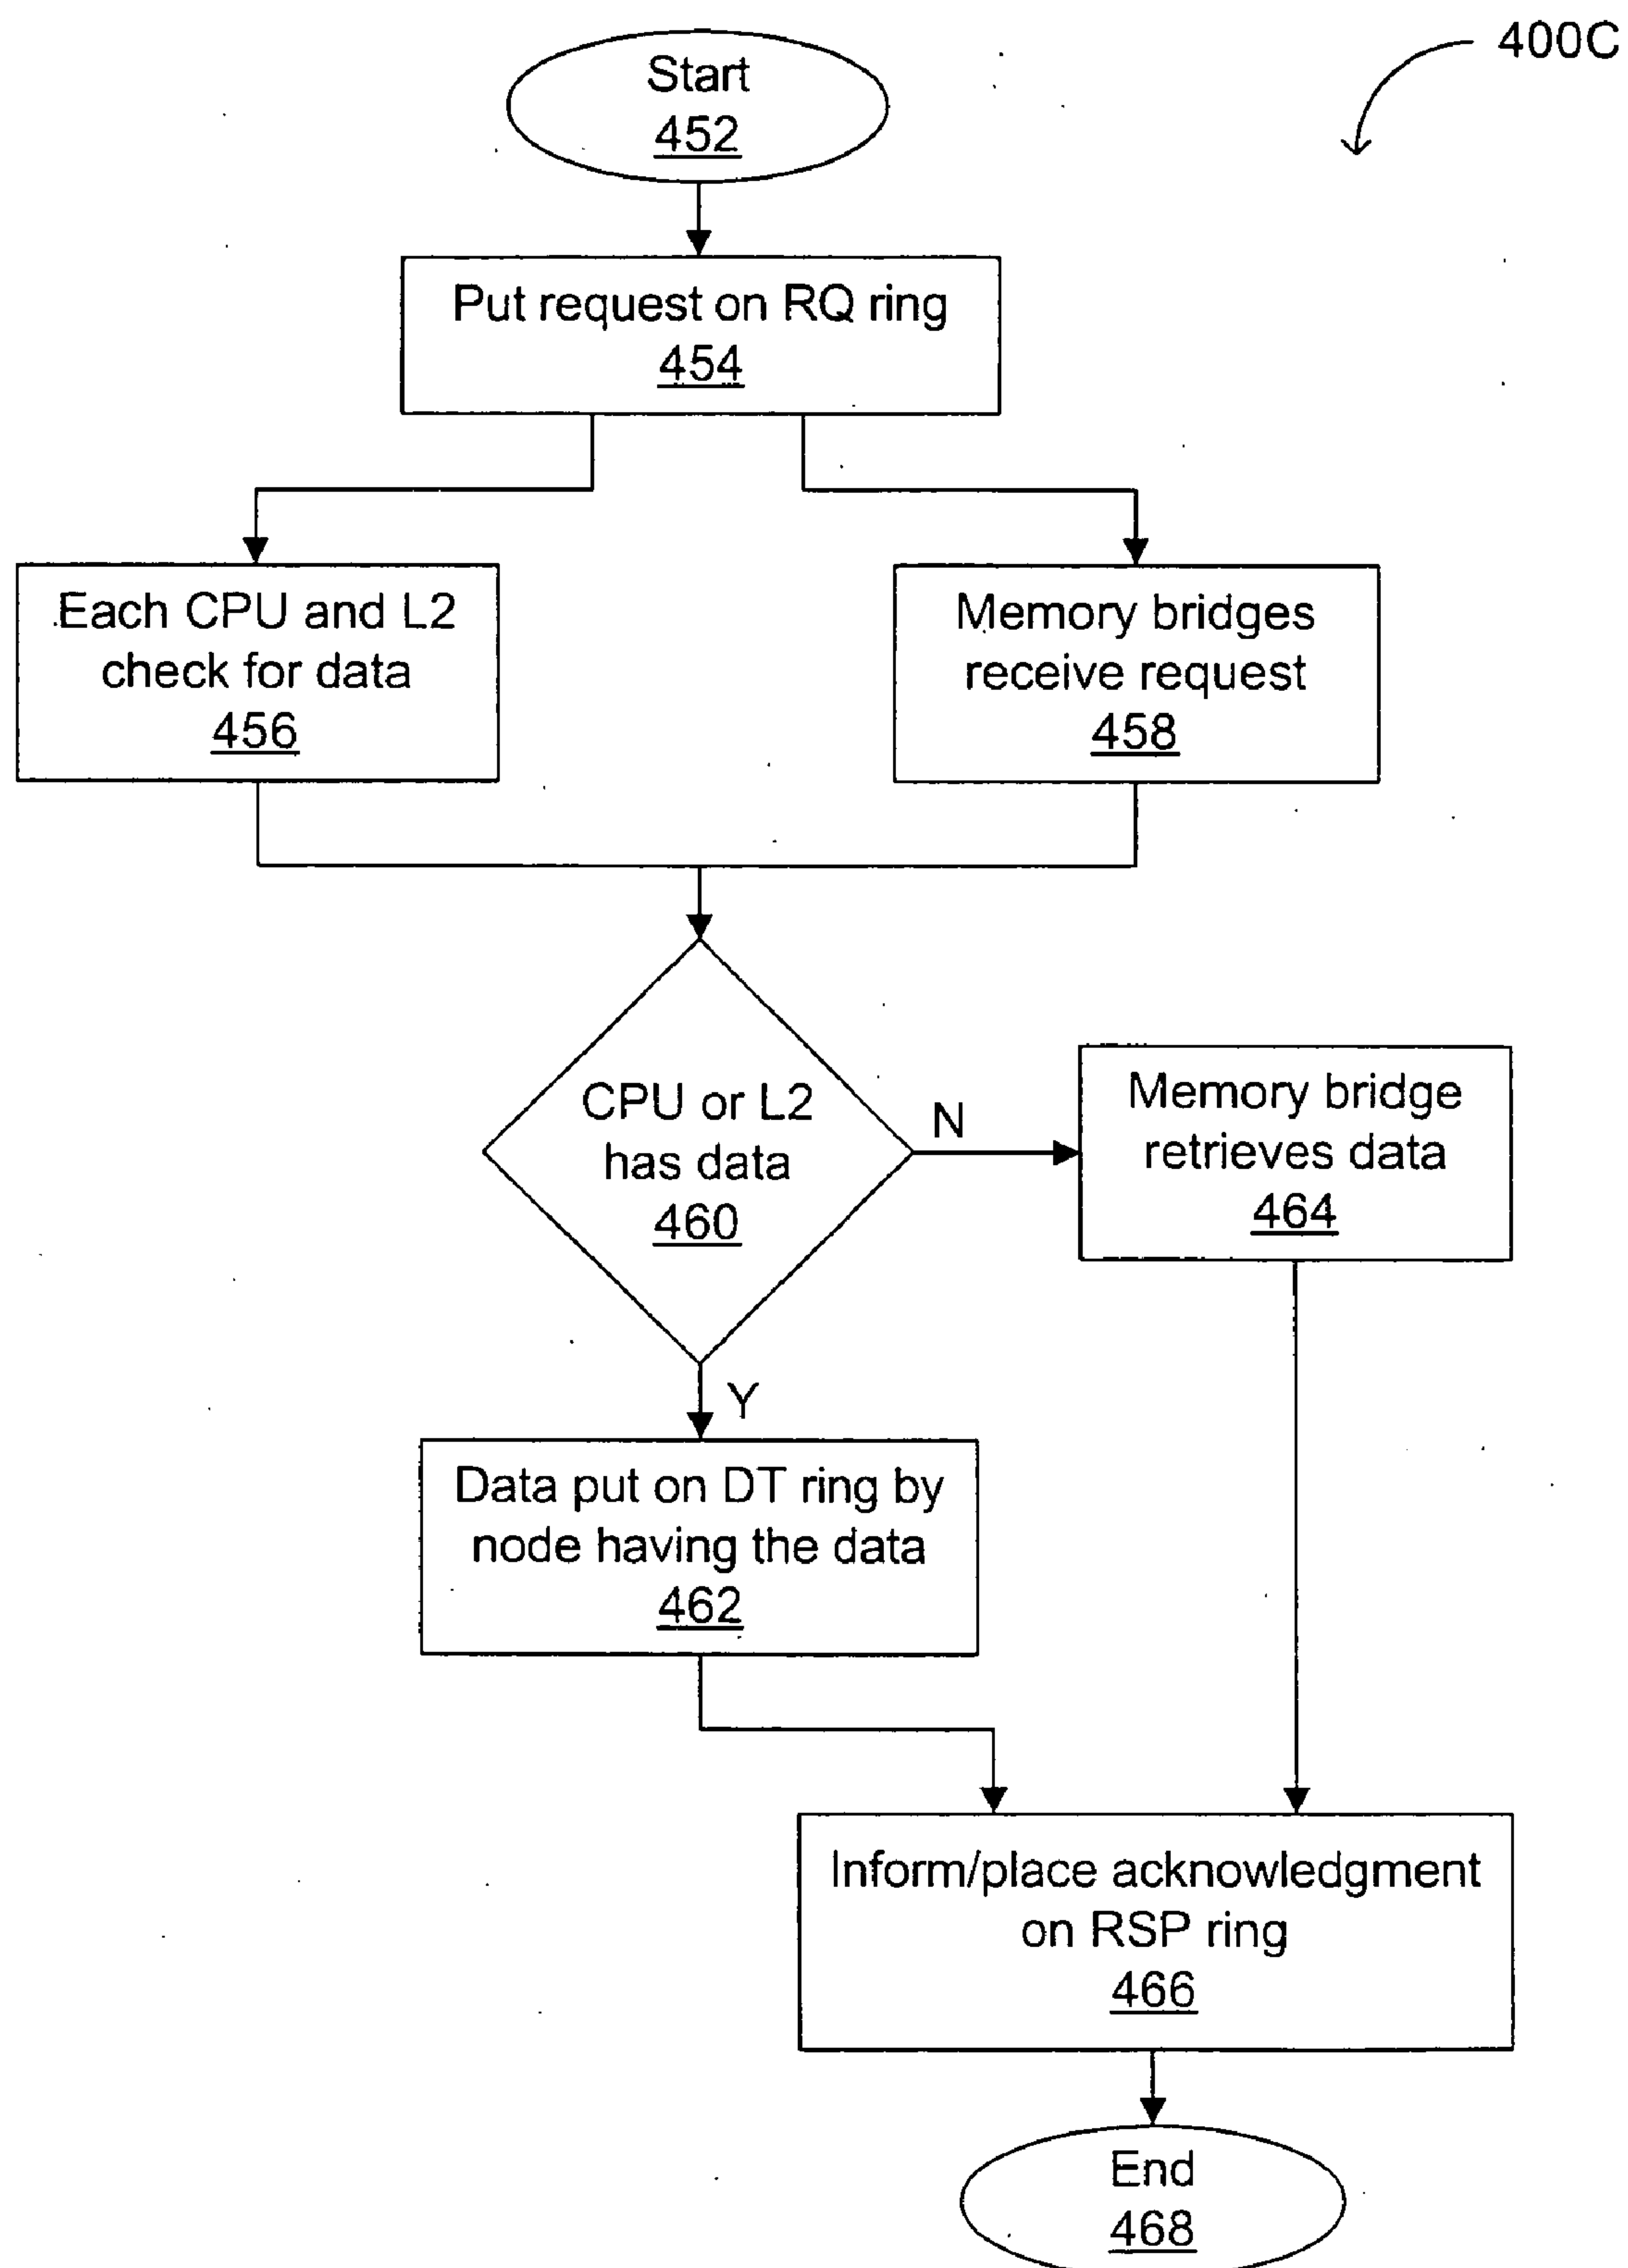 400C
Start
452
Put request on RQ ring
454
Each CPU and L2
check for data
456
Memory bridges
receive request
458
CPU or L2
has data
460
N
Memory bridge
retrieves data
464
Y
Data put on DT ring by
node having the data
462
Inform/place acknowledgment
on RSP ring
466
End
468